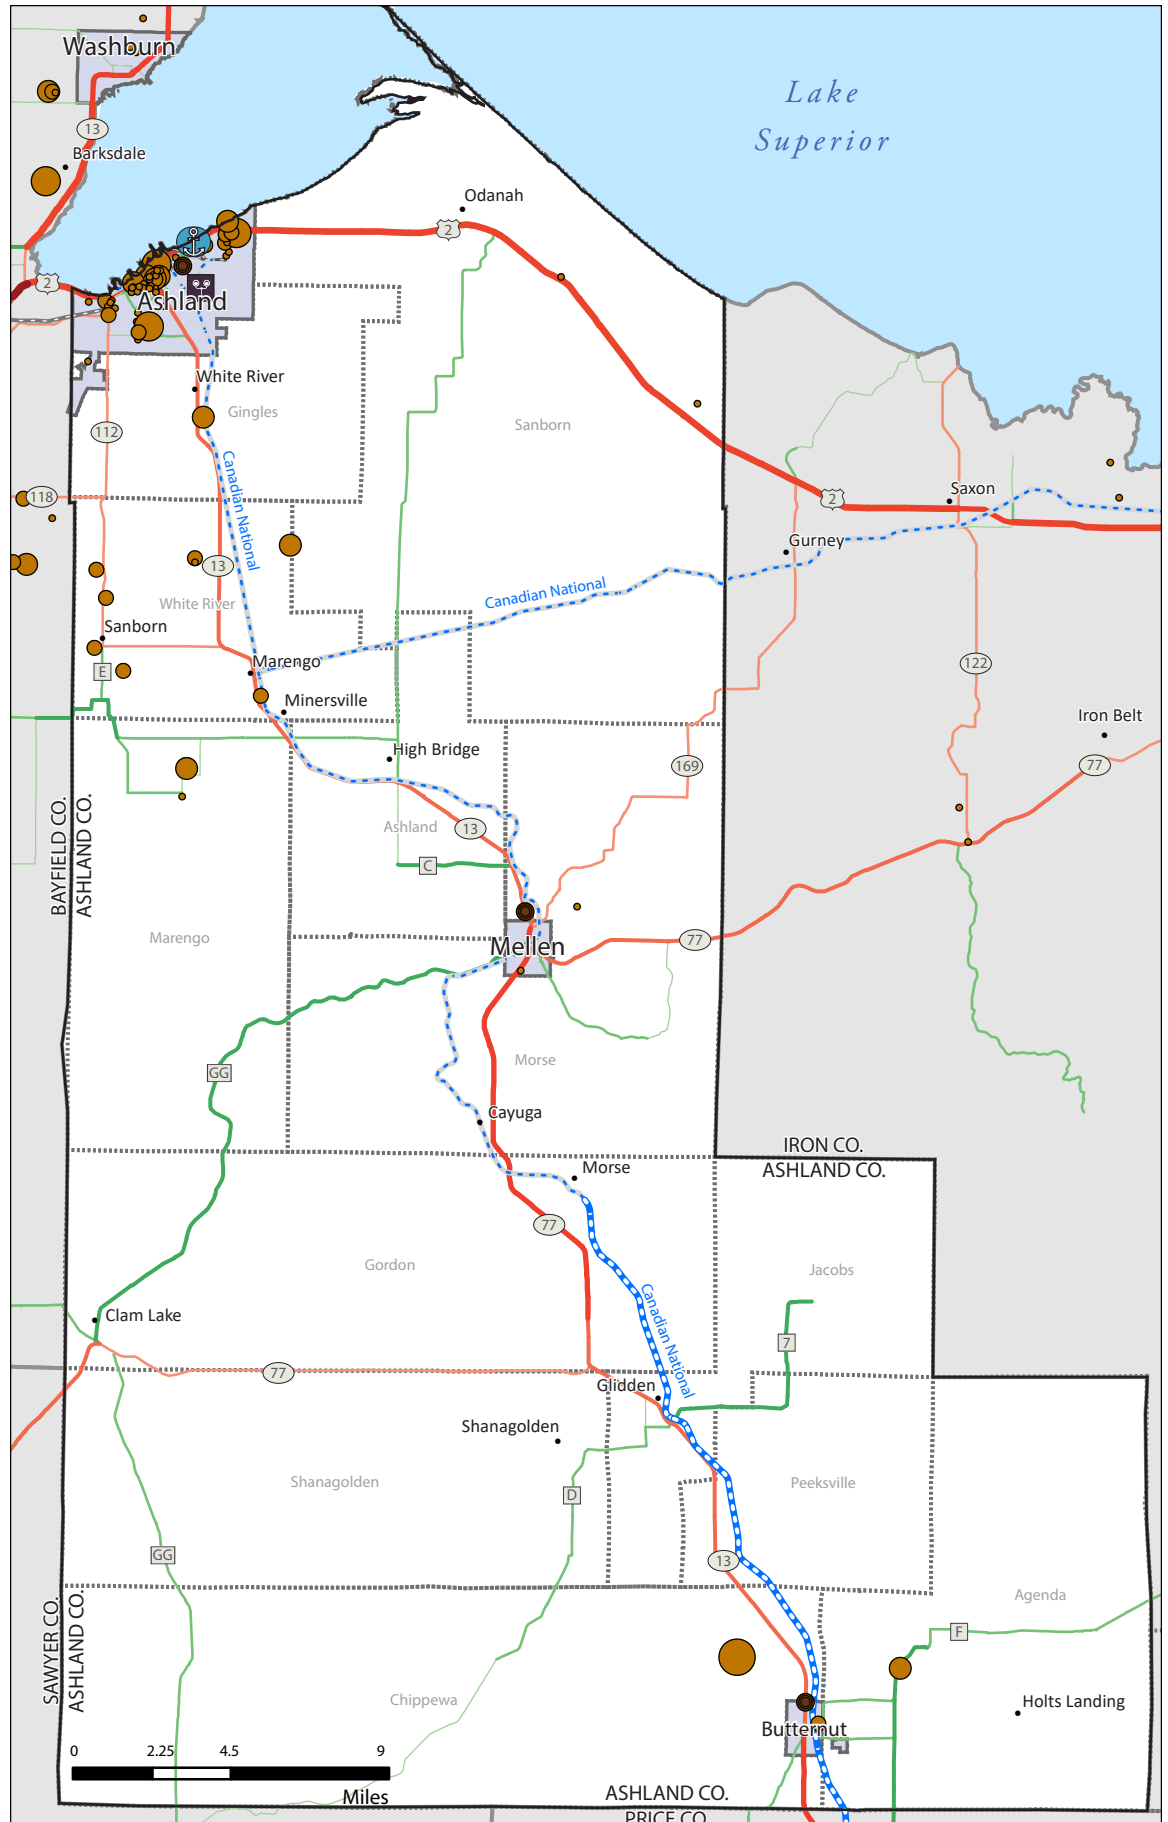 Washburn
Lake
Superior
13
Barksdale
Odanah
2
2
Ashland
White River
Gingles
Sanborn
112
Canadian National
118
2
Saxon
Gurney
13
Canadian National
White River
Sanborn
Marengo
E
122
Minersville
Iron Belt
High Bridge
169
77
BAYFIELD CO.
ASHLAND CO.
Ashland
13
C
Marengo
Mellen
77
Morse
GG
Cayuga
IRON CO.
ASHLAND CO.
Morse
77
Gordon
Jacobs
Canadian National
Clam Lake
7
77
Glidden
Shanagolden
Shanagolden
Peeksville
D
GG
13
Agenda
SAWYER CO.
ASHLAND CO.
F
Chippewa
Holts Landing
Butternut
0 2.25 4.5 9
Miles
ASHLAND CO.
PRICE CO.